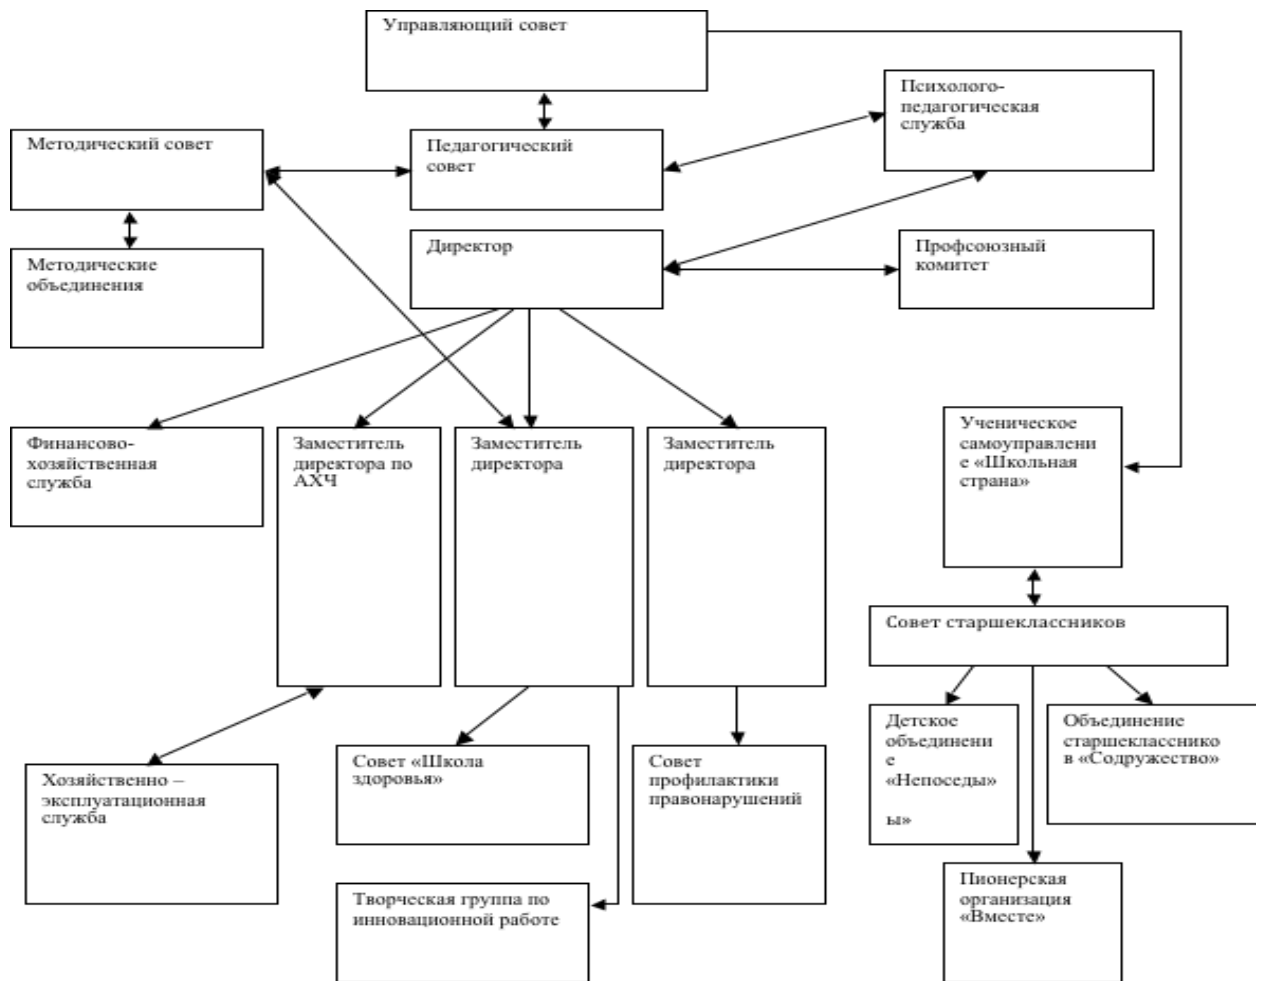 Управляющий совет
Психолого-
педагогическая
служба
Методический совет
Педагогический
совет
Директор
Профсоюзный
комитет
Методические
объединения
Финансово-
хозяйственная
служба
Заместитель
директора по
АХЧ
Заместитель
директора
Заместитель
директора
Ученическое
самоуправлени
е «Школьная
страна»
Совет старшеклассников
Детское
объединени
е
«Непоседы»
ы»
Объединение
старшекласснико
в «Содружество»
Хозяйственно –
эксплуатационная
служба
Совет «Школа
здоровья»
Совет
профилактики
правонарушений
Творческая группа по
инновационной работе
Пионерская
организация
«Вместе»